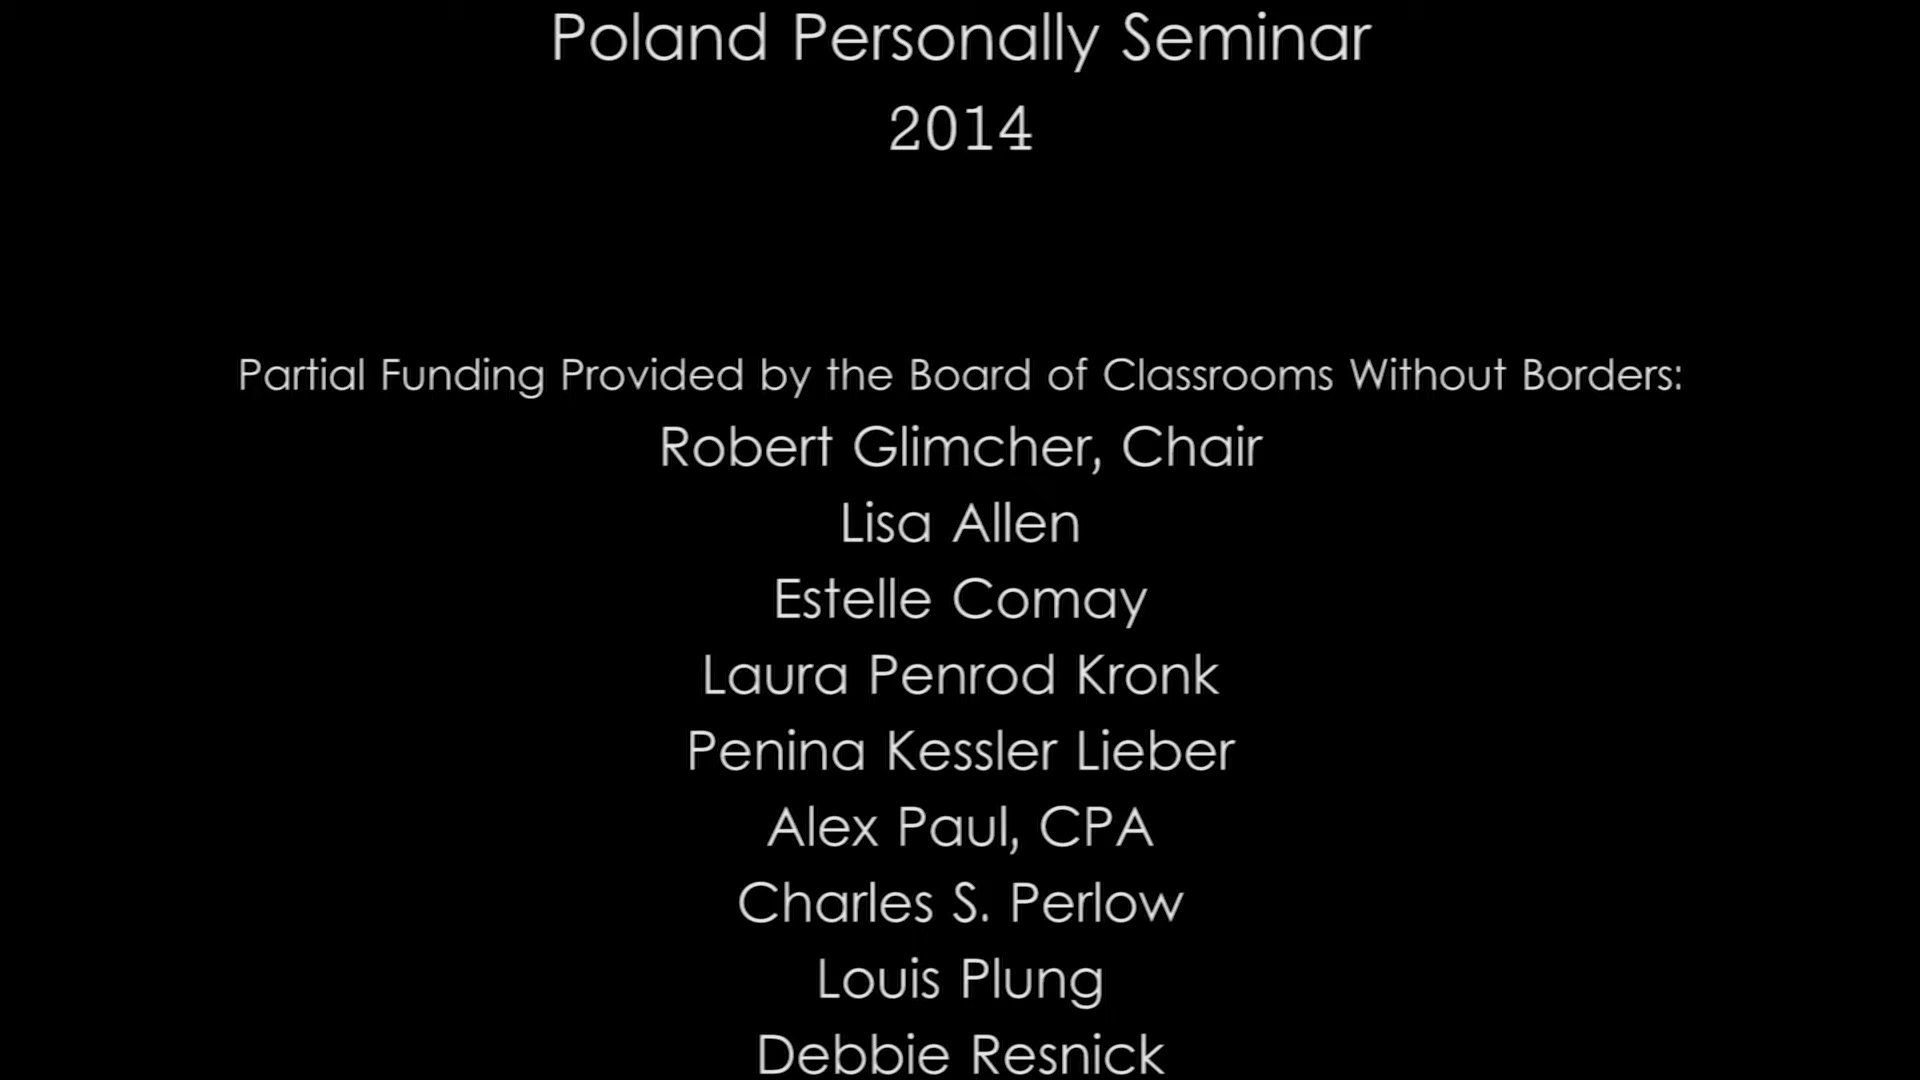 Poland Personally Seminar
2014
Partial Funding Provided by the Board of Classrooms Without Borders:
Robert Glimcher, Chair
Lisa Allen
Estelle Comay
Laura Penrod Kronk
Penina Kessler Lieber
Alex Paul, CPA
Charles S. Perlow
Louis Plung
Debbie Resnick